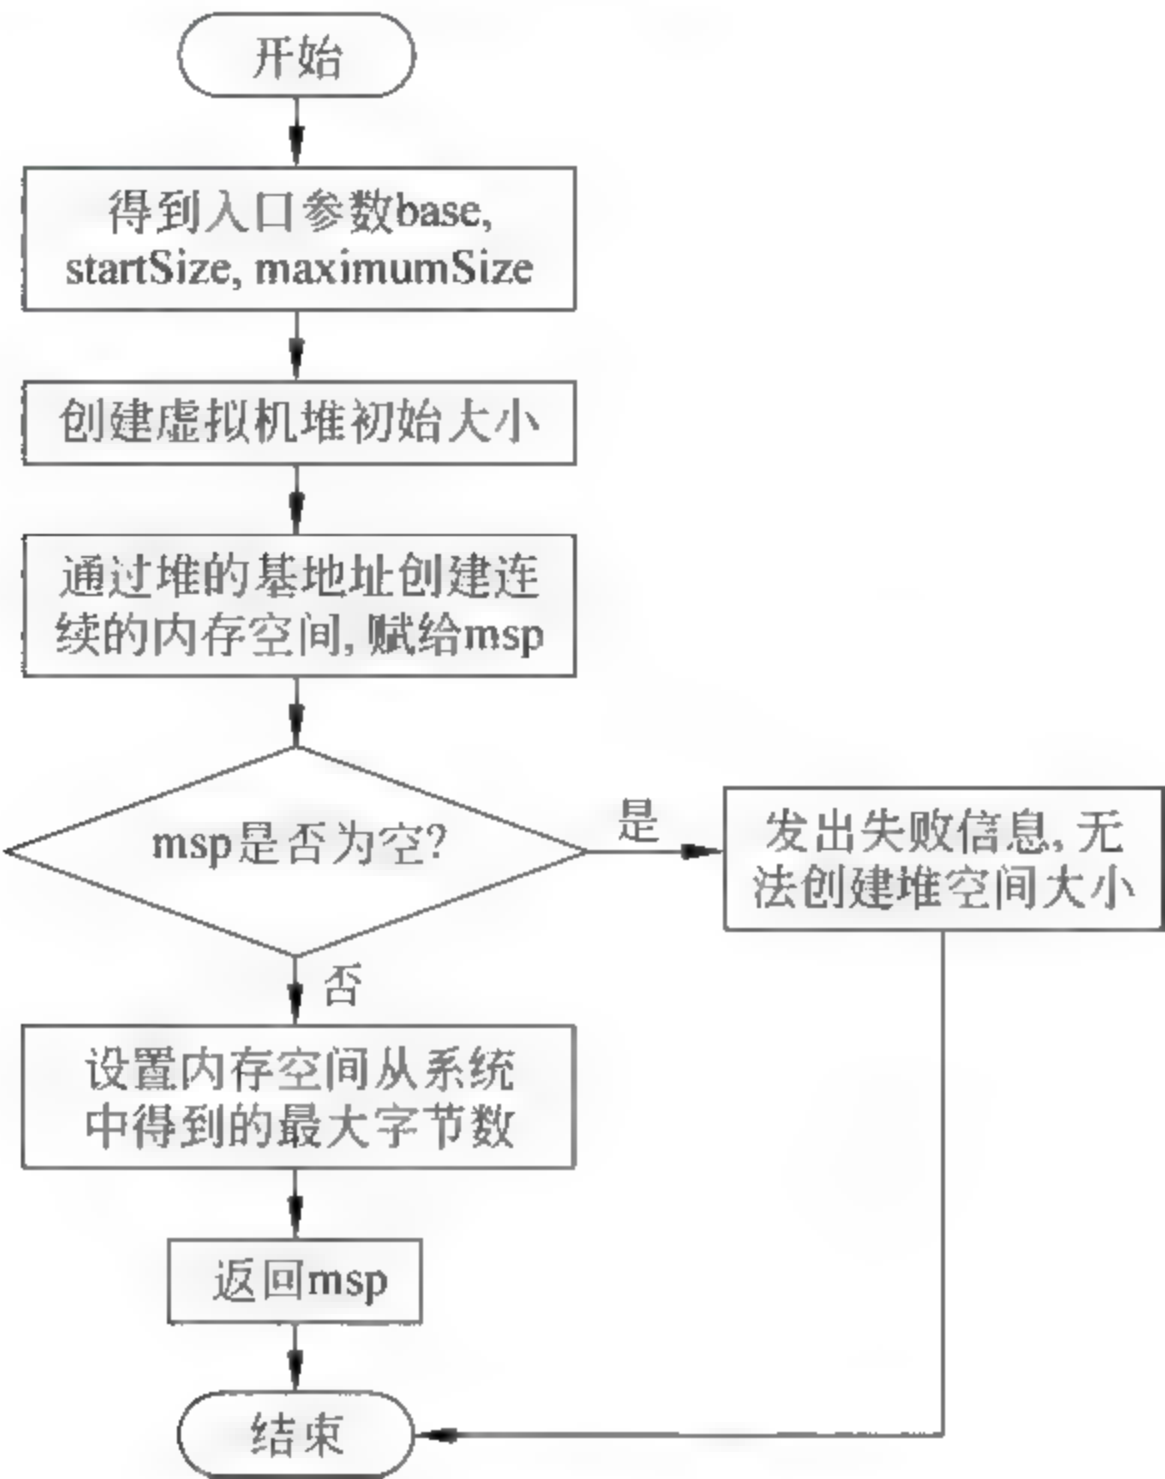 开始
得到入口参数base,
startSize, maximumSize
创建虚拟机堆初始大小
通过堆的基地址创建连
续的内存空间, 赋给msp
msp是否为空?
是
发出失败信息, 无
法创建堆空间大小
否
设置内存空间从系统
中得到的最大字节数
返回msp
结束